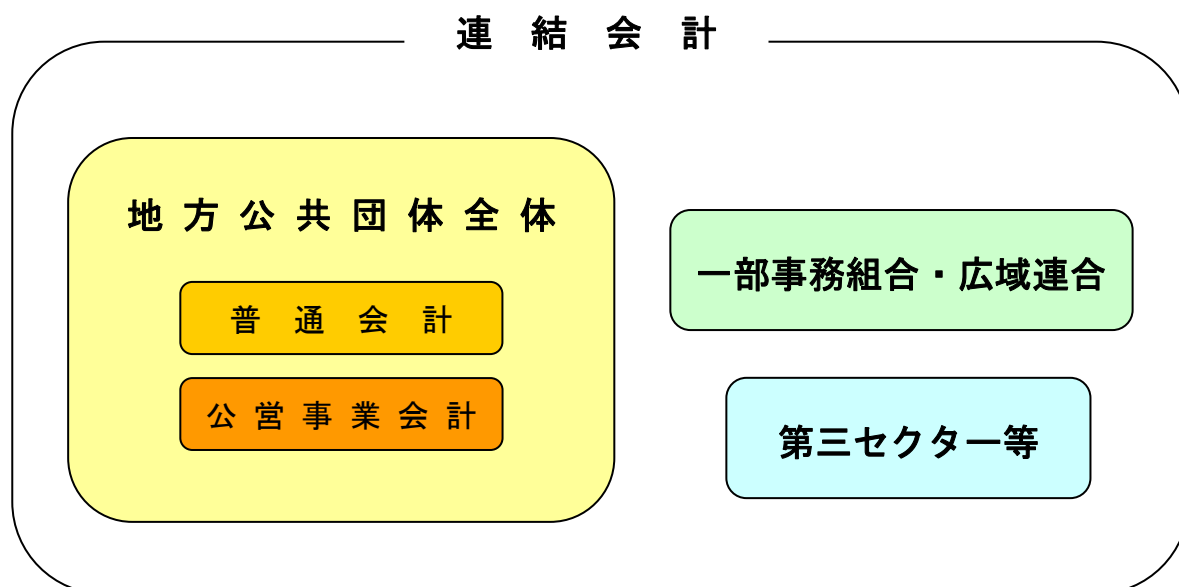 連結会計
地方公共団体全体
普通会計
公営事業会計
一部事務組合・広域連合
第三セクター等